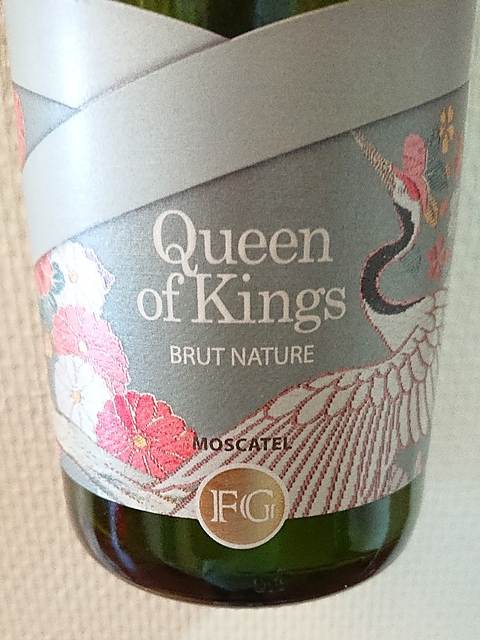 Queen
of Kings
BRUT NATURE
MOSCATEL
FG